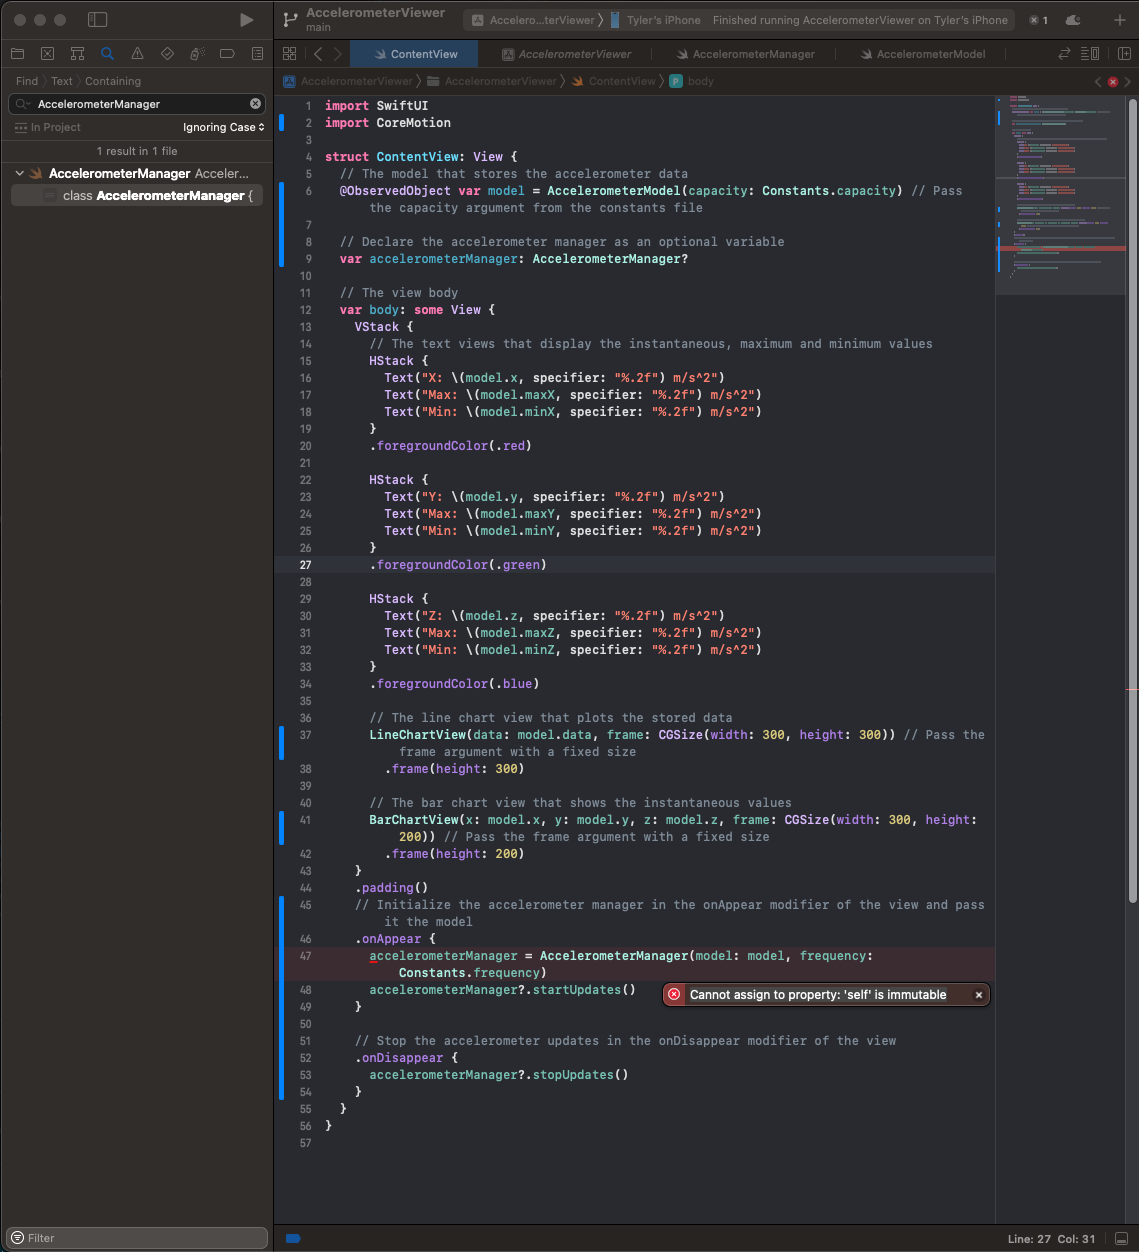 AccelerometerViewer
main
Accelero...terViewer
Tyler's iPhone
Finished running AccelerometerViewer on Tyler's iPhone
1
ContentView
AccelerometerViewer
AccelerometerManager
AccelerometerModel
Find
Text
Containing
AccelerometerManager
In Project
Ignoring Case
1 result in 1 file
AccelerometerManager Acceler...
class AccelerometerManager {
Filter
AccelerometerViewer
AccelerometerViewer
ContentView
P
body
1 import SwiftUI
2 import CoreMotion
3
4 struct ContentView: View {
5 // The model that stores the accelerometer data
6 @ObservedObject var model = AccelerometerModel(capacity: Constants.capacity) // Pass
the capacity argument from the constants file
7
8 // Declare the accelerometer manager as an optional variable
9 var accelerometerManager: AccelerometerManager?
10
11 // The view body
12 var body: some View {
13 VStack {
14 // The text views that display the instantaneous, maximum and minimum values
15 HStack {
16 Text("X: \(model.x, specifier: "%.2f") m/s^2")
17 Text("Max: \(model.maxX, specifier: "%.2f") m/s^2")
18 Text("Min: \(model.minX, specifier: "%.2f") m/s^2")
19 }
20 .foregroundColor(.red)
21
22 HStack {
23 Text("Y: \(model.y, specifier: "%.2f") m/s^2")
24 Text("Max: \(model.maxY, specifier: "%.2f") m/s^2")
25 Text("Min: \(model.minY, specifier: "%.2f") m/s^2")
26 }
27 .foregroundColor(.green)
28
29 HStack {
30 Text("Z: \(model.z, specifier: "%.2f") m/s^2")
31 Text("Max: \(model.maxZ, specifier: "%.2f") m/s^2")
32 Text("Min: \(model.minZ, specifier: "%.2f") m/s^2")
33 }
34 .foregroundColor(.blue)
35
36 // The line chart view that plots the stored data
37 LineChartView(data: model.data, frame: CGSize(width: 300, height: 300)) // Pass the
frame argument with a fixed size
38 .frame(height: 300)
39
40 // The bar chart view that shows the instantaneous values
41 BarChartView(x: model.x, y: model.y, z: model.z, frame: CGSize(width: 300, height:
200)) // Pass the frame argument with a fixed size
42 .frame(height: 200)
43 }
44 .padding()
45 // Initialize the accelerometer manager in the onAppear modifier of the view and pass
it the model
46 .onAppear {
47 accelerometerManager = AccelerometerManager(model: model, frequency:
Constants.frequency)
48 accelerometerManager?.startUpdates()
Cannot assign to property: 'self' is immutable
49 }
50
51 // Stop the accelerometer updates in the onDisappear modifier of the view
52 .onDisappear {
53 accelerometerManager?.stopUpdates()
54 }
55 }
56 }
57
Line: 27 Col: 31